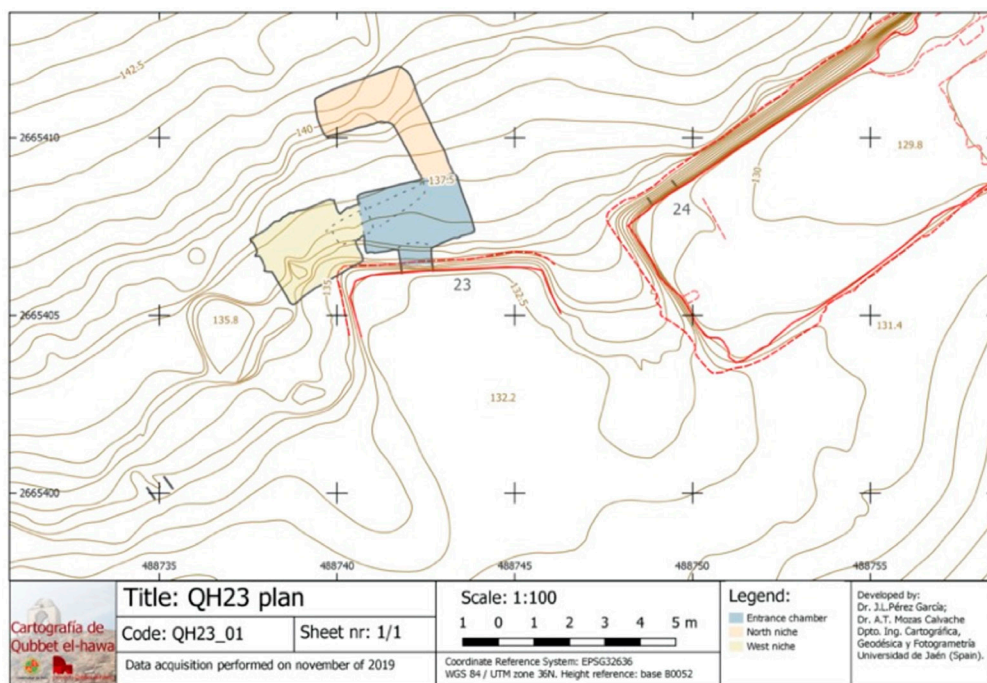 142.5
140
137.5
135
135.8
132.5
132.2
130
129.8
131.4
23
24
2665410
2665405
2665400
488735
488740
488745
488750
488755
Cartografía de
Qubbet el-hawa
Title: QH23 plan
Code: QH23_01
Sheet nr: 1/1
Data acquisition performed on november of 2019
Scale: 1:100
1 0 1 2 3 4 5 m
Coordinate Reference System: EPSG32636
WGS 84 / UTM zone 36N. Height reference: base B0052
Legend:
Entrance chamber
North niche
West niche
Developed by:
Dr. J.L.Pérez García;
Dr. A.T. Mozas Calvache
Dpto. Ing. Cartográfica,
Geodésica y Fotogrametría
Universidad de Jaén (Spain).